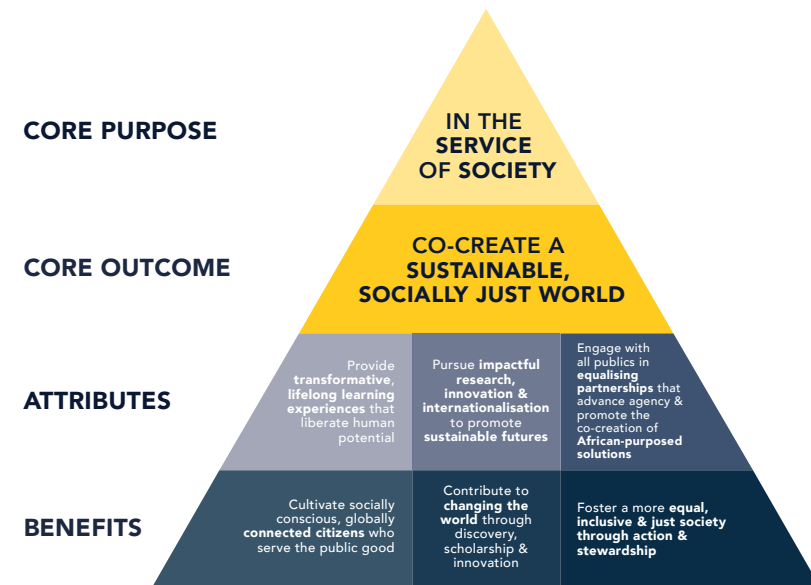 CORE PURPOSE
IN THE
SERVICE
OF SOCIETY
CORE OUTCOME
CO-CREATE A
SUSTAINABLE,
SOCIALLY JUST WORLD
ATTRIBUTES
Provide
transformative,
lifelong learning
experiences that
liberate human
potential
Pursue impactful
research,
innovation &
internationalisation
to promote
sustainable futures
Engage with
all publics in
equalising
partnerships that
advance agency &
promote the
co-creation of
African-purposed
solutions
BENEFITS
Cultivate socially
conscious, globally
connected citizens who
serve the public good
Contribute to
changing the
world through
discovery,
scholarship &
innovation
Foster a more equal,
inclusive & just society
through action &
stewardship